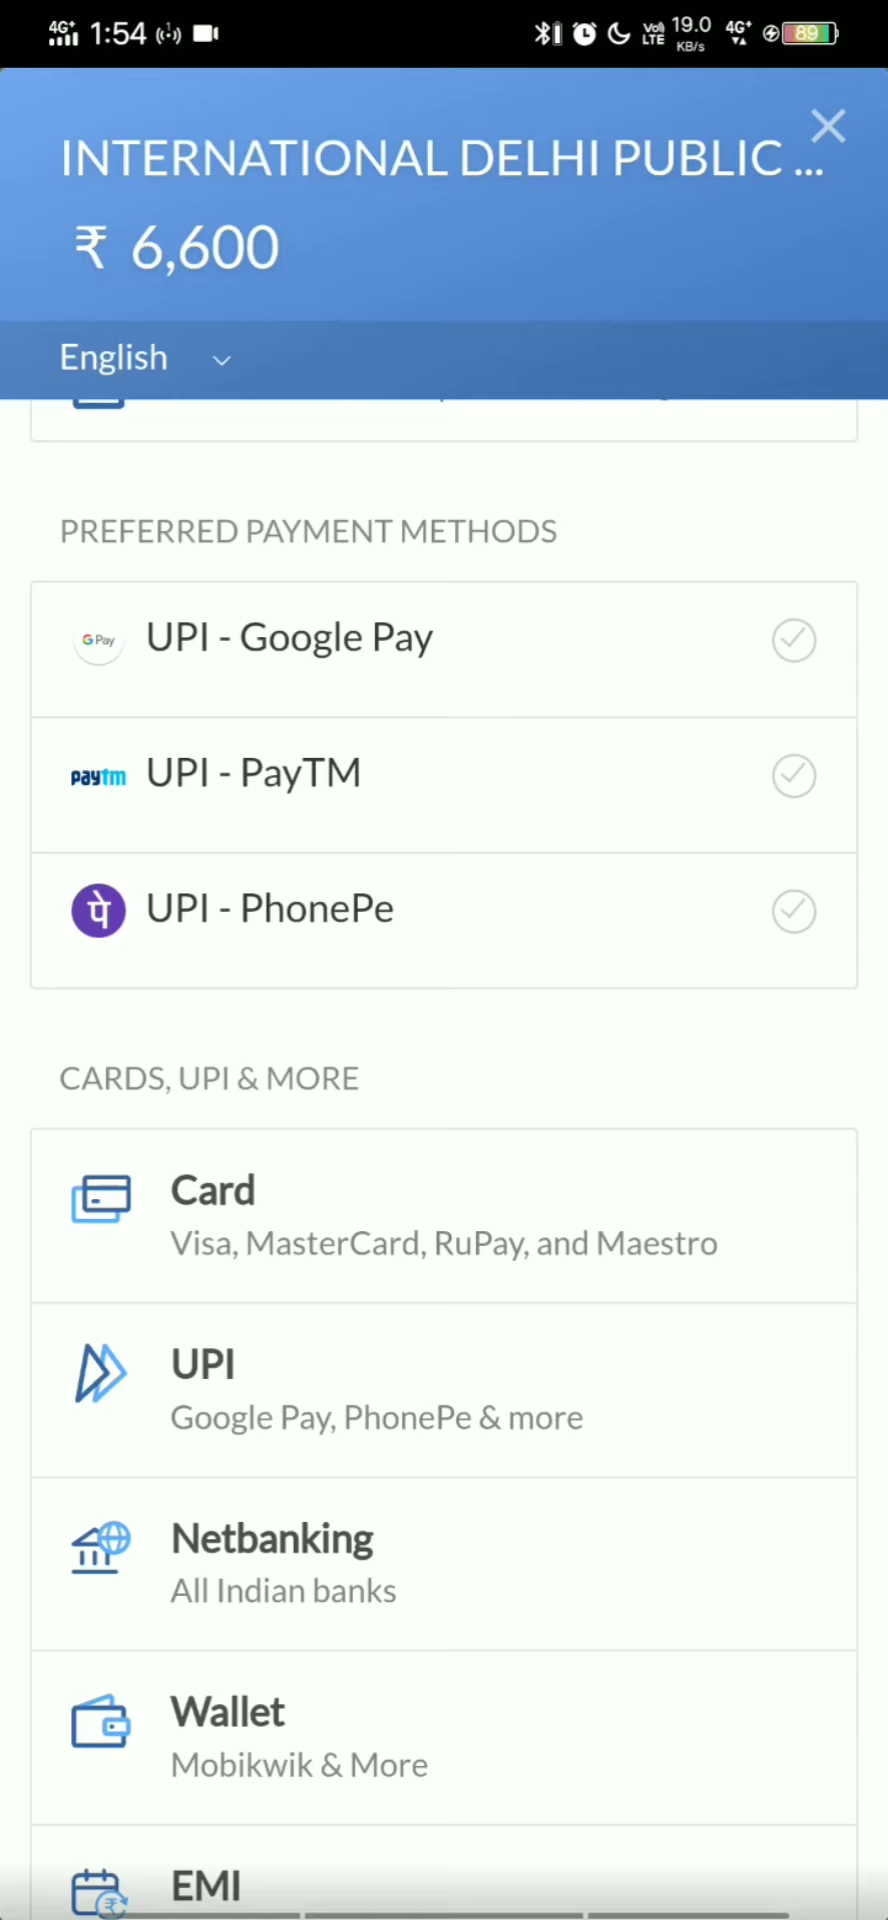 4G+ 1:54
Vo) LTE 19.0 KB/s 4G+ 89
INTERNATIONAL DELHI PUBLIC ...
₹ 6,600
English
PREFERRED PAYMENT METHODS
G Pay UPI - Google Pay
paytm UPI - PayTM
पे UPI - PhonePe
CARDS, UPI & MORE
Card
Visa, MasterCard, RuPay, and Maestro
UPI
Google Pay, PhonePe & more
Netbanking
All Indian banks
Wallet
Mobikwik & More
₹ EMI